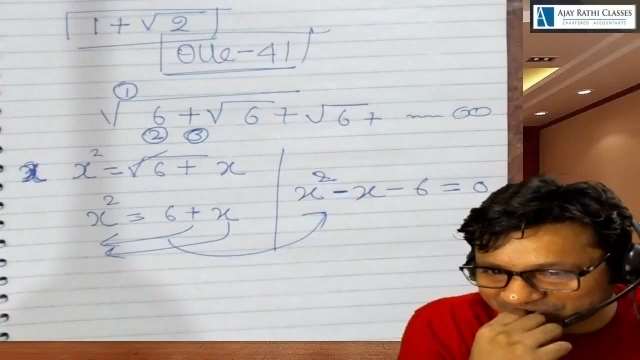 AJAY RATHI CLASSES
CHARTERED ACCOUNTANTS
1 + √2
Que-41
①
√6 + √6 + √6 + --- ∞
② ③
x² = √6 + x
x² = 6 + x
x² - x - 6 = 0